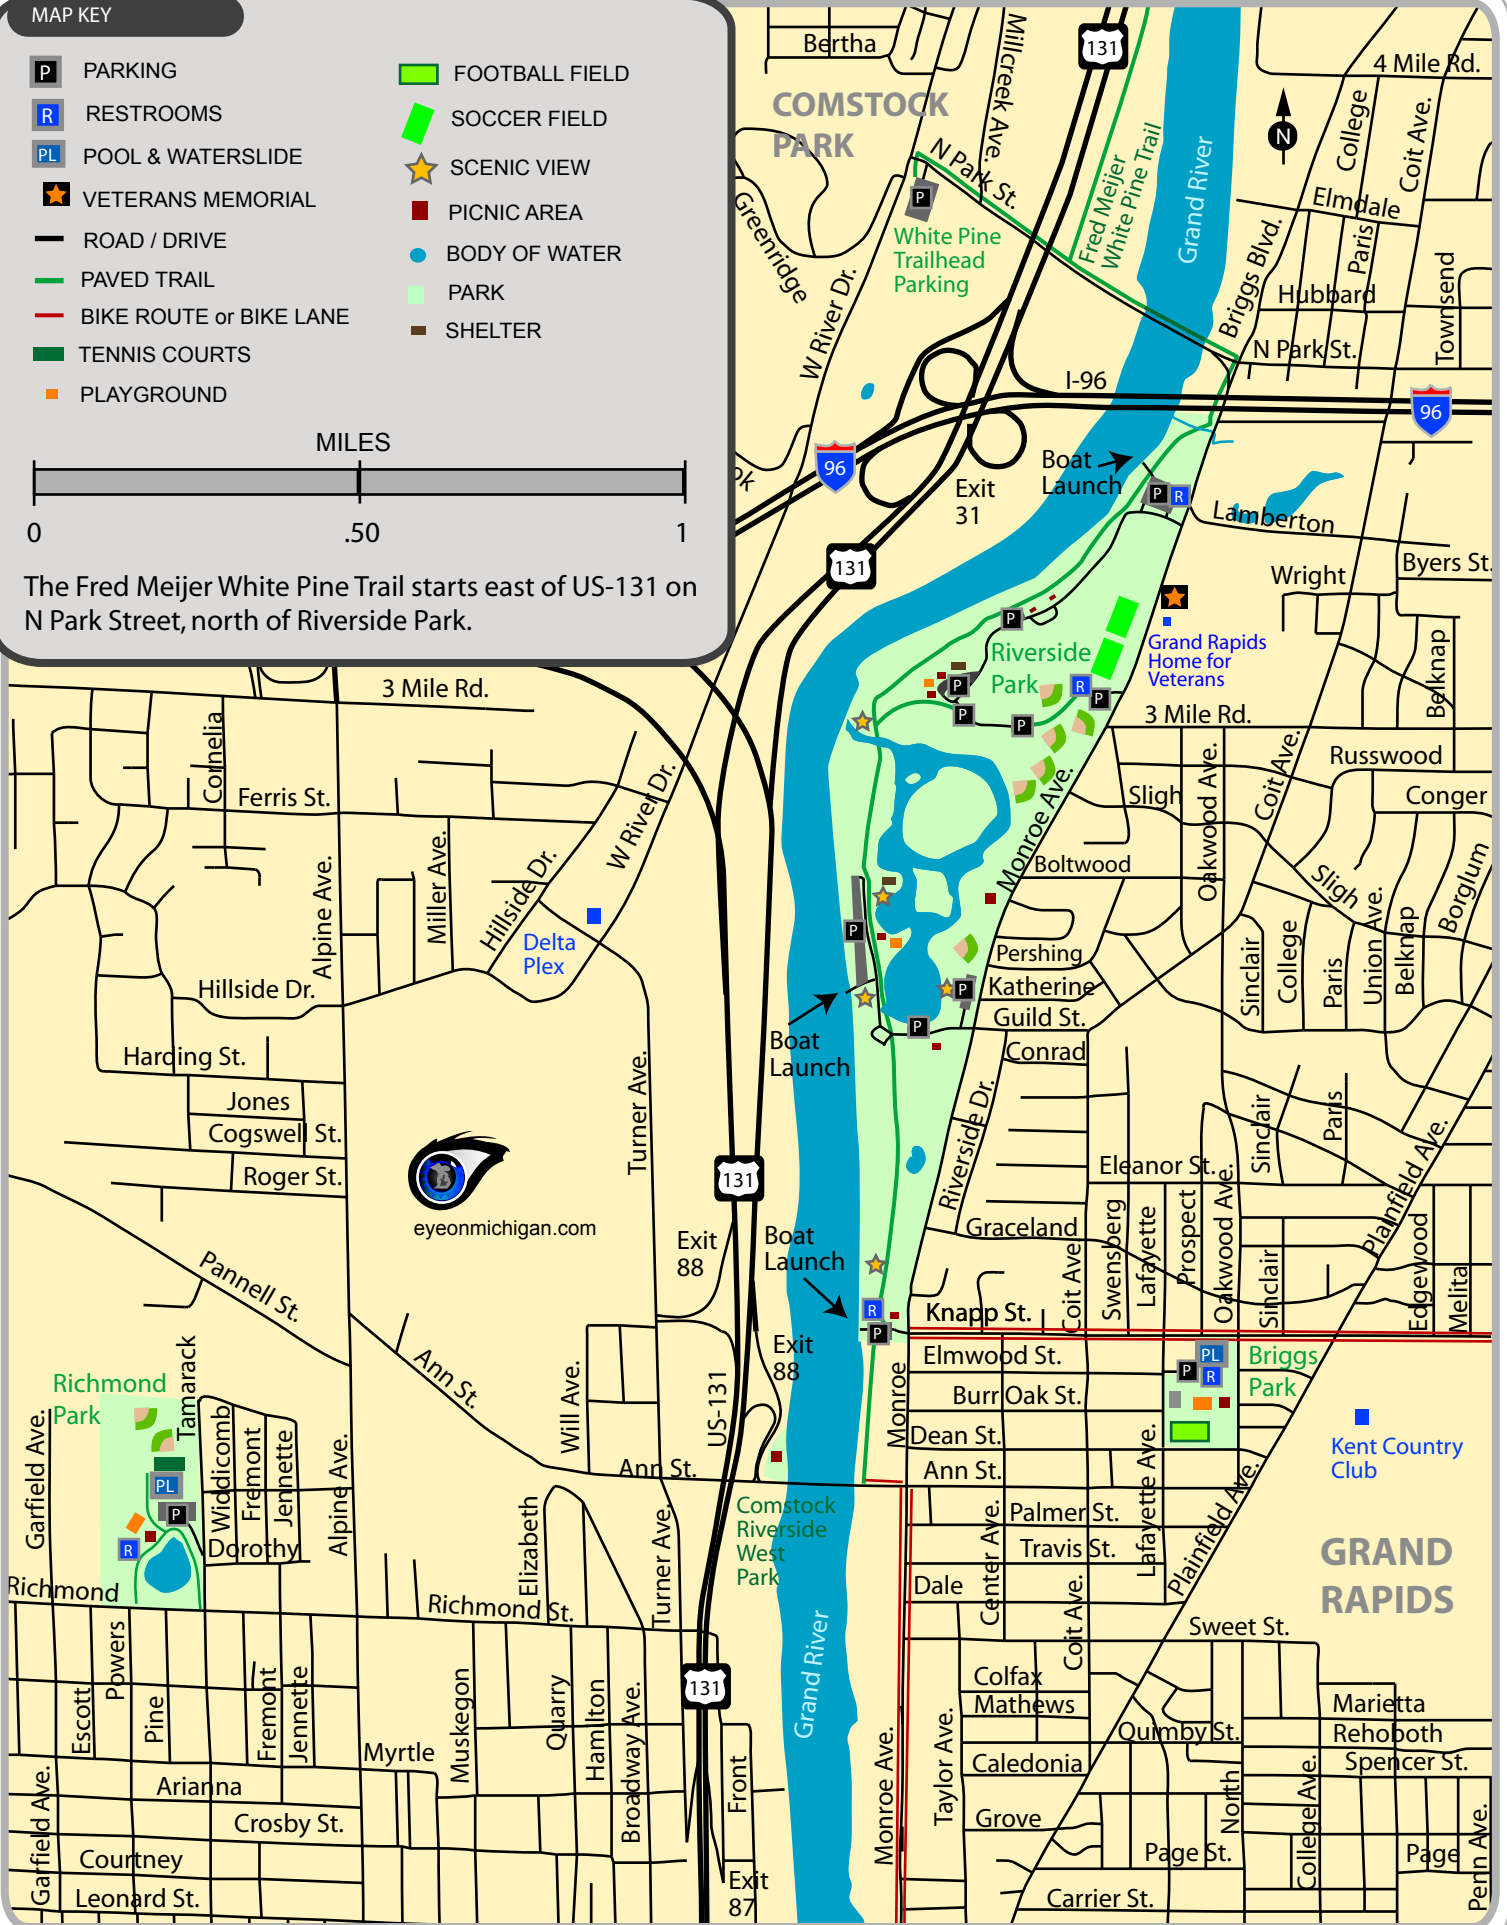 MAP KEY
P PARKING
R RESTROOMS
PL POOL & WATERSLIDE
VETERANS MEMORIAL
ROAD / DRIVE
PAVED TRAIL
BIKE ROUTE or BIKE LANE
TENNIS COURTS
PLAYGROUND
FOOTBALL FIELD
SOCCER FIELD
SCENIC VIEW
PICNIC AREA
BODY OF WATER
PARK
SHELTER
MILES
0 .50 1
The Fred Meijer White Pine Trail starts east of US-131 on
N Park Street, north of Riverside Park.
Bertha
Millcreek Ave.
131
4 Mile Rd.
COMSTOCK
PARK
N
College
Coit Ave.
N Park St.
Fred Meijer
White Pine Trail
Grand River
P
White Pine
Trailhead
Parking
Greenridge
W River Dr.
Elmdale
Paris
Briggs Blvd.
Hubbard
Townsend
N Park St.
I-96
96
96
ok
Exit
31
Boat
Launch
P R
Lamberton
131
Wright
Byers St.
P
Riverside
Park
Grand Rapids
Home for
Veterans
Belknap
P
R
P
P
P
3 Mile Rd.
3 Mile Rd.
Cornelia
Ferris St.
W River Dr.
Russwood
Sligh
Oakwood Ave.
Coit Ave.
Conger
Monroe Ave.
Boltwood
Alpine Ave.
Miller Ave.
Hillside Dr.
Sligh
Borglum
Delta
Plex
P
Pershing
Sinclair
College
Paris
Union Ave.
Belknap
Hillside Dr.
P
Katherine
P
Guild St.
Boat
Launch
Conrad
Harding St.
Turner Ave.
Jones
Cogswell St.
Roger St.
Riverside Dr.
Sinclair
Paris
Plainfield Ave.
131
Eleanor St.
eyeonmichigan.com
Exit
88
Boat
Launch
Graceland
Coit Ave.
Swensberg
Lafayette
Prospect
Oakwood Ave.
Sinclair
Edgewood
Melita
Pannell St.
R
P
Knapp St.
Exit
88
Elmwood St.
PL
P
R
Briggs
Park
Tamarack
Ann St.
Richmond
Park
Will Ave.
US-131
Monroe
Burr Oak St.
Dean St.
Kent Country
Club
Garfield Ave.
Widdicomb
Fremont
Jennette
Alpine Ave.
Ann St.
Ann St.
Lafayette Ave.
Plainfield Ave.
PL
P
R
Dorothy
Elizabeth
Turner Ave.
Comstock
Riverside
West
Park
Center Ave.
Palmer St.
Travis St.
GRAND
RAPIDS
Richmond
Richmond St.
Dale
Coit Ave.
Sweet St.
Powers
Escott
Pine
Fremont
Jennette
Muskegon
Quarry
Hamilton
Broadway Ave.
131
Grand River
Colfax
Mathews
Marietta
Quimby St.
Rehoboth
Myrtle
Monroe Ave.
Taylor Ave.
Caledonia
Spencer St.
Arianna
Front
North
College Ave.
Garfield Ave.
Crosby St.
Grove
Penn Ave.
Courtney
Page St.
Page
Leonard St.
Exit
87
Carrier St.